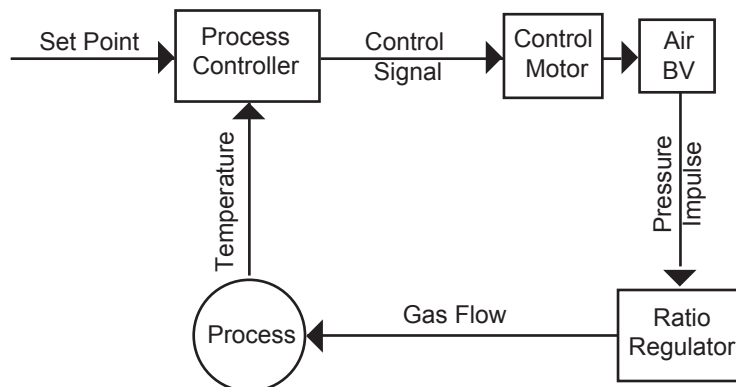 Set Point
Process
Controller
Control
Signal
Control
Motor
Air
BV
Pressure
Impulse
Temperature
Process
Gas Flow
Ratio
Regulator